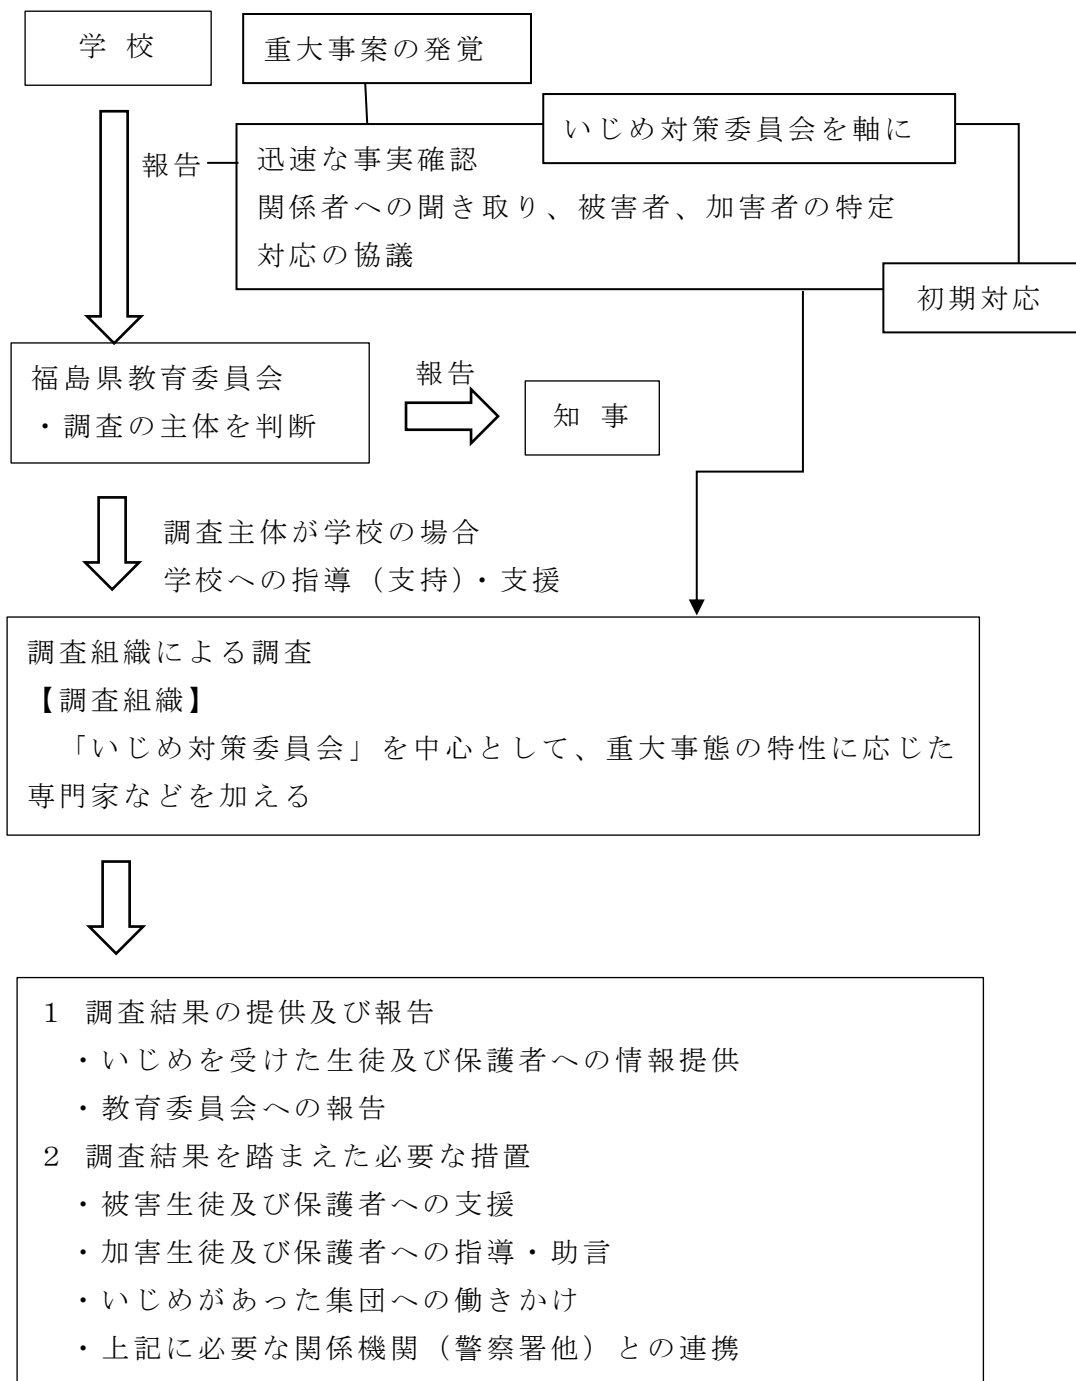 学校
重大事案の発覚
いじめ対策委員会を軸に
報告
迅速な事実確認
関係者への聞き取り、被害者、加害者の特定
対応の協議
初期対応
福島県教育委員会
・調査の主体を判断
報告
知事
調査主体が学校の場合
学校への指導（支持）・支援
調査組織による調査
【調査組織】
「いじめ対策委員会」を中心として、重大事態の特性に応じた
専門家などを加える
1 調査結果の提供及び報告
・いじめを受けた生徒及び保護者への情報提供
・教育委員会への報告
2 調査結果を踏まえた必要な措置
・被害生徒及び保護者への支援
・加害生徒及び保護者への指導・助言
・いじめがあった集団への働きかけ
・上記に必要な関係機関（警察署他）との連携